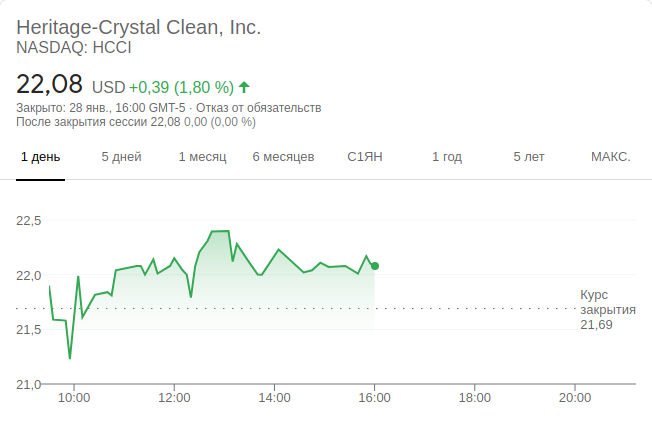 Heritage-Crystal Clean, Inc.
NASDAQ: HCCI
22,08 USD +0,39 (1,80 %)
Закрыто: 28 янв., 16:00 GMT-5 · Отказ от обязательств
После закрытия сессии 22,08 0,00 (0,00 %)
1 день 5 дней 1 месяц 6 месяцев С1ЯН 1 год 5 лет МАКС.
22,5
22,0
Курс
закрытия
21,69
21,5
21,0
10:00 12:00 14:00 16:00 18:00 20:00